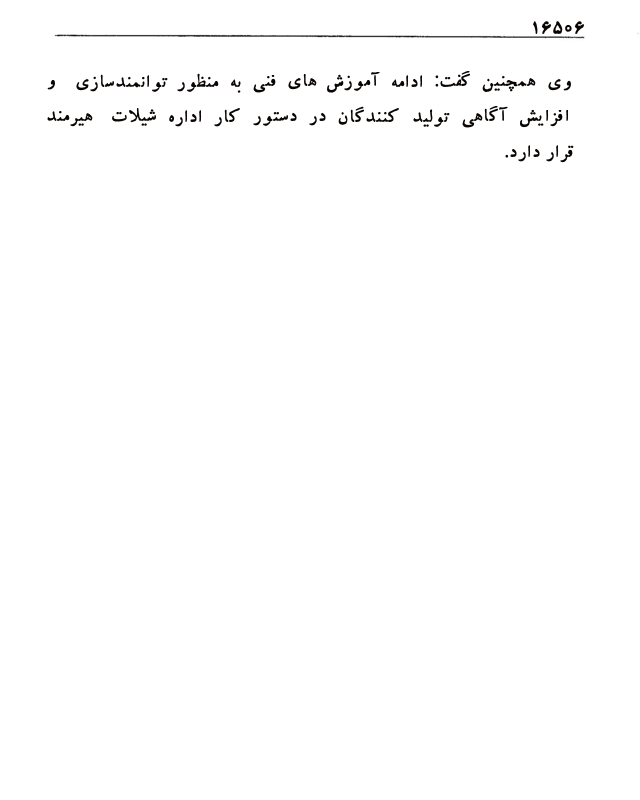 ۱۶۵۰۶
وی همچنین گفت: ادامه آموزش های فنی به منظور توانمندسازی و
افزایش آگاهی تولید کنندگان در دستور کار اداره شیلات هیرمند
قرار دارد.